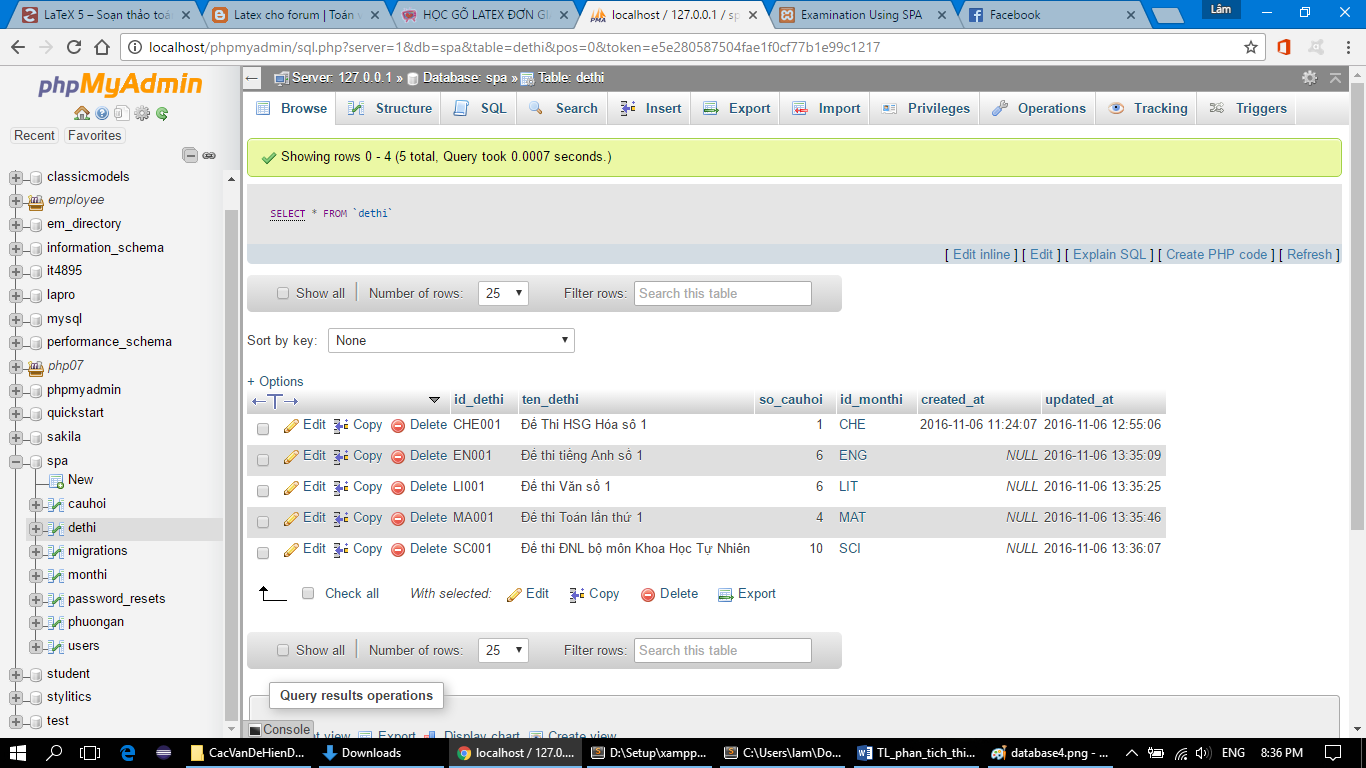 LaTeX 5 – Soạn thảo toán
Latex cho forum | Toán v
HỌC GÕ LATEX ĐƠN GI
localhost / 127.0.0.1 / sp
Examination Using SPA
Facebook
Lâm
localhost/phpmyadmin/sql.php?server=1&db=spa&table=dethi&pos=0&token=e5e280587504fae1f0cf77b1e99c1217
phpMyAdmin
Recent Favorites
classicmodels
employee
em_directory
information_schema
it4895
lapro
mysql
performance_schema
php07
phpmyadmin
quickstart
sakila
spa
New
cauhoi
dethi
migrations
monthi
password_resets
phuongan
users
student
stylitics
test
Server: 127.0.0.1 » Database: spa » Table: dethi
Browse Structure SQL Search Insert Export Import Privileges Operations Tracking Triggers
Showing rows 0 - 4 (5 total, Query took 0.0007 seconds.)
SELECT * FROM `dethi`
[ Edit inline ] [ Edit ] [ Explain SQL ] [ Create PHP code ] [ Refresh ]
Show all Number of rows: 25 Filter rows: Search this table
Sort by key: None
+ Options
id_dethi ten_dethi so_cauhoi id_monthi created_at updated_at
Edit Copy Delete CHE001 Đề Thi HSG Hóa số 1 1 CHE 2016-11-06 11:24:07 2016-11-06 12:55:06
Edit Copy Delete EN001 Đề thi tiếng Anh số 1 6 ENG NULL 2016-11-06 13:35:09
Edit Copy Delete LI001 Đề thi Văn số 1 6 LIT NULL 2016-11-06 13:35:25
Edit Copy Delete MA001 Đề thi Toán lần thứ 1 4 MAT NULL 2016-11-06 13:35:46
Edit Copy Delete SC001 Đề thi ĐNL bộ môn Khoa Học Tự Nhiên 10 SCI NULL 2016-11-06 13:36:07
Check all With selected: Edit Copy Delete Export
Show all Number of rows: 25 Filter rows: Search this table
Query results operations
Console
view Export Display chart Create view
CacVanDeHienD...
Downloads
localhost / 127.0....
D:\Setup\xampp...
C:\Users\lam\Do...
TL_phan_tich_thi...
database4.png - ...
ENG
8:36 PM